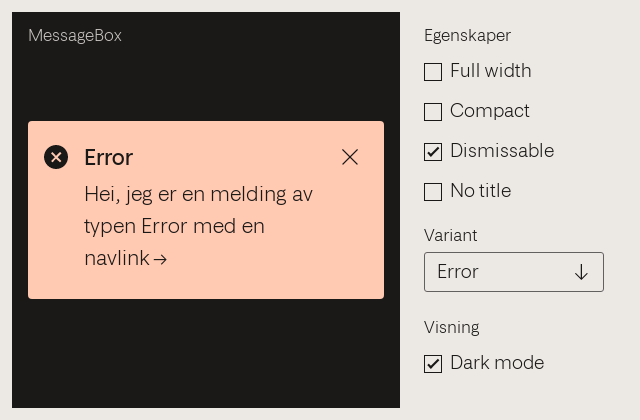 MessageBox
Error
Hei, jeg er en melding av
typen Error med en
navlink →
Egenskaper
Full width
Compact
Dismissable
No title
Variant
Error
Visning
Dark mode